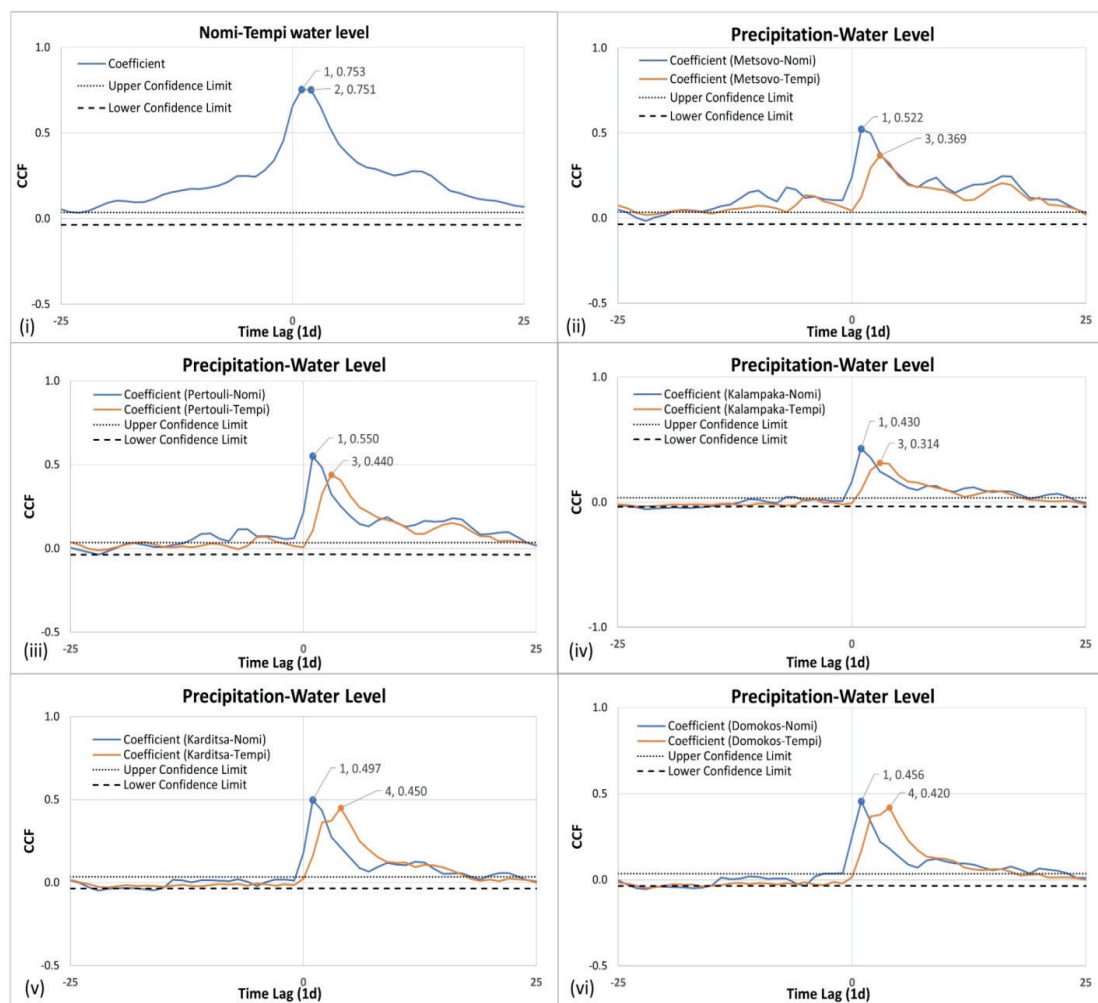 Nomi-Tempi water level
1.0
Coefficient
Upper Confidence Limit
Lower Confidence Limit
1, 0.753
2, 0.751
0.5
CCF
0.0
-0.5
-25
0
25
Time Lag (1d)
(i)
Precipitation-Water Level
1.0
Coefficient (Metsovo-Nomi)
Coefficient (Metsovo-Tempi)
Upper Confidence Limit
Lower Confidence Limit
1, 0.522
3, 0.369
0.5
CCF
0.0
-0.5
-25
0
25
Time Lag (1d)
(ii)
Precipitation-Water Level
1.0
Coefficient (Pertouli-Nomi)
Coefficient (Pertouli-Tempi)
Upper Confidence Limit
Lower Confidence Limit
1, 0.550
3, 0.440
0.5
CCF
0.0
-0.5
-25
0
25
Time Lag (1d)
(iii)
Precipitation-Water Level
1.0
Coefficient (Kalampaka-Nomi)
Coefficient (Kalampaka-Tempi)
Upper Confidence Limit
Lower Confidence Limit
1, 0.430
3, 0.314
CCF
0.0
-1.0
-25
0
25
Time Lag (1d)
(iv)
Precipitation-Water Level
1.0
Coefficient (Karditsa-Nomi)
Coefficient (Karditsa-Tempi)
Upper Confidence Limit
Lower Confidence Limit
1, 0.497
4, 0.450
0.5
CCF
0.0
-0.5
-25
0
25
Time Lag (1d)
(v)
Precipitation-Water Level
1.0
Coefficient (Domokos-Nomi)
Coefficient (Domokos-Tempi)
Upper Confidence Limit
Lower Confidence Limit
1, 0.456
4, 0.420
0.5
CCF
0.0
-0.5
-25
0
25
Time Lag (1d)
(vi)